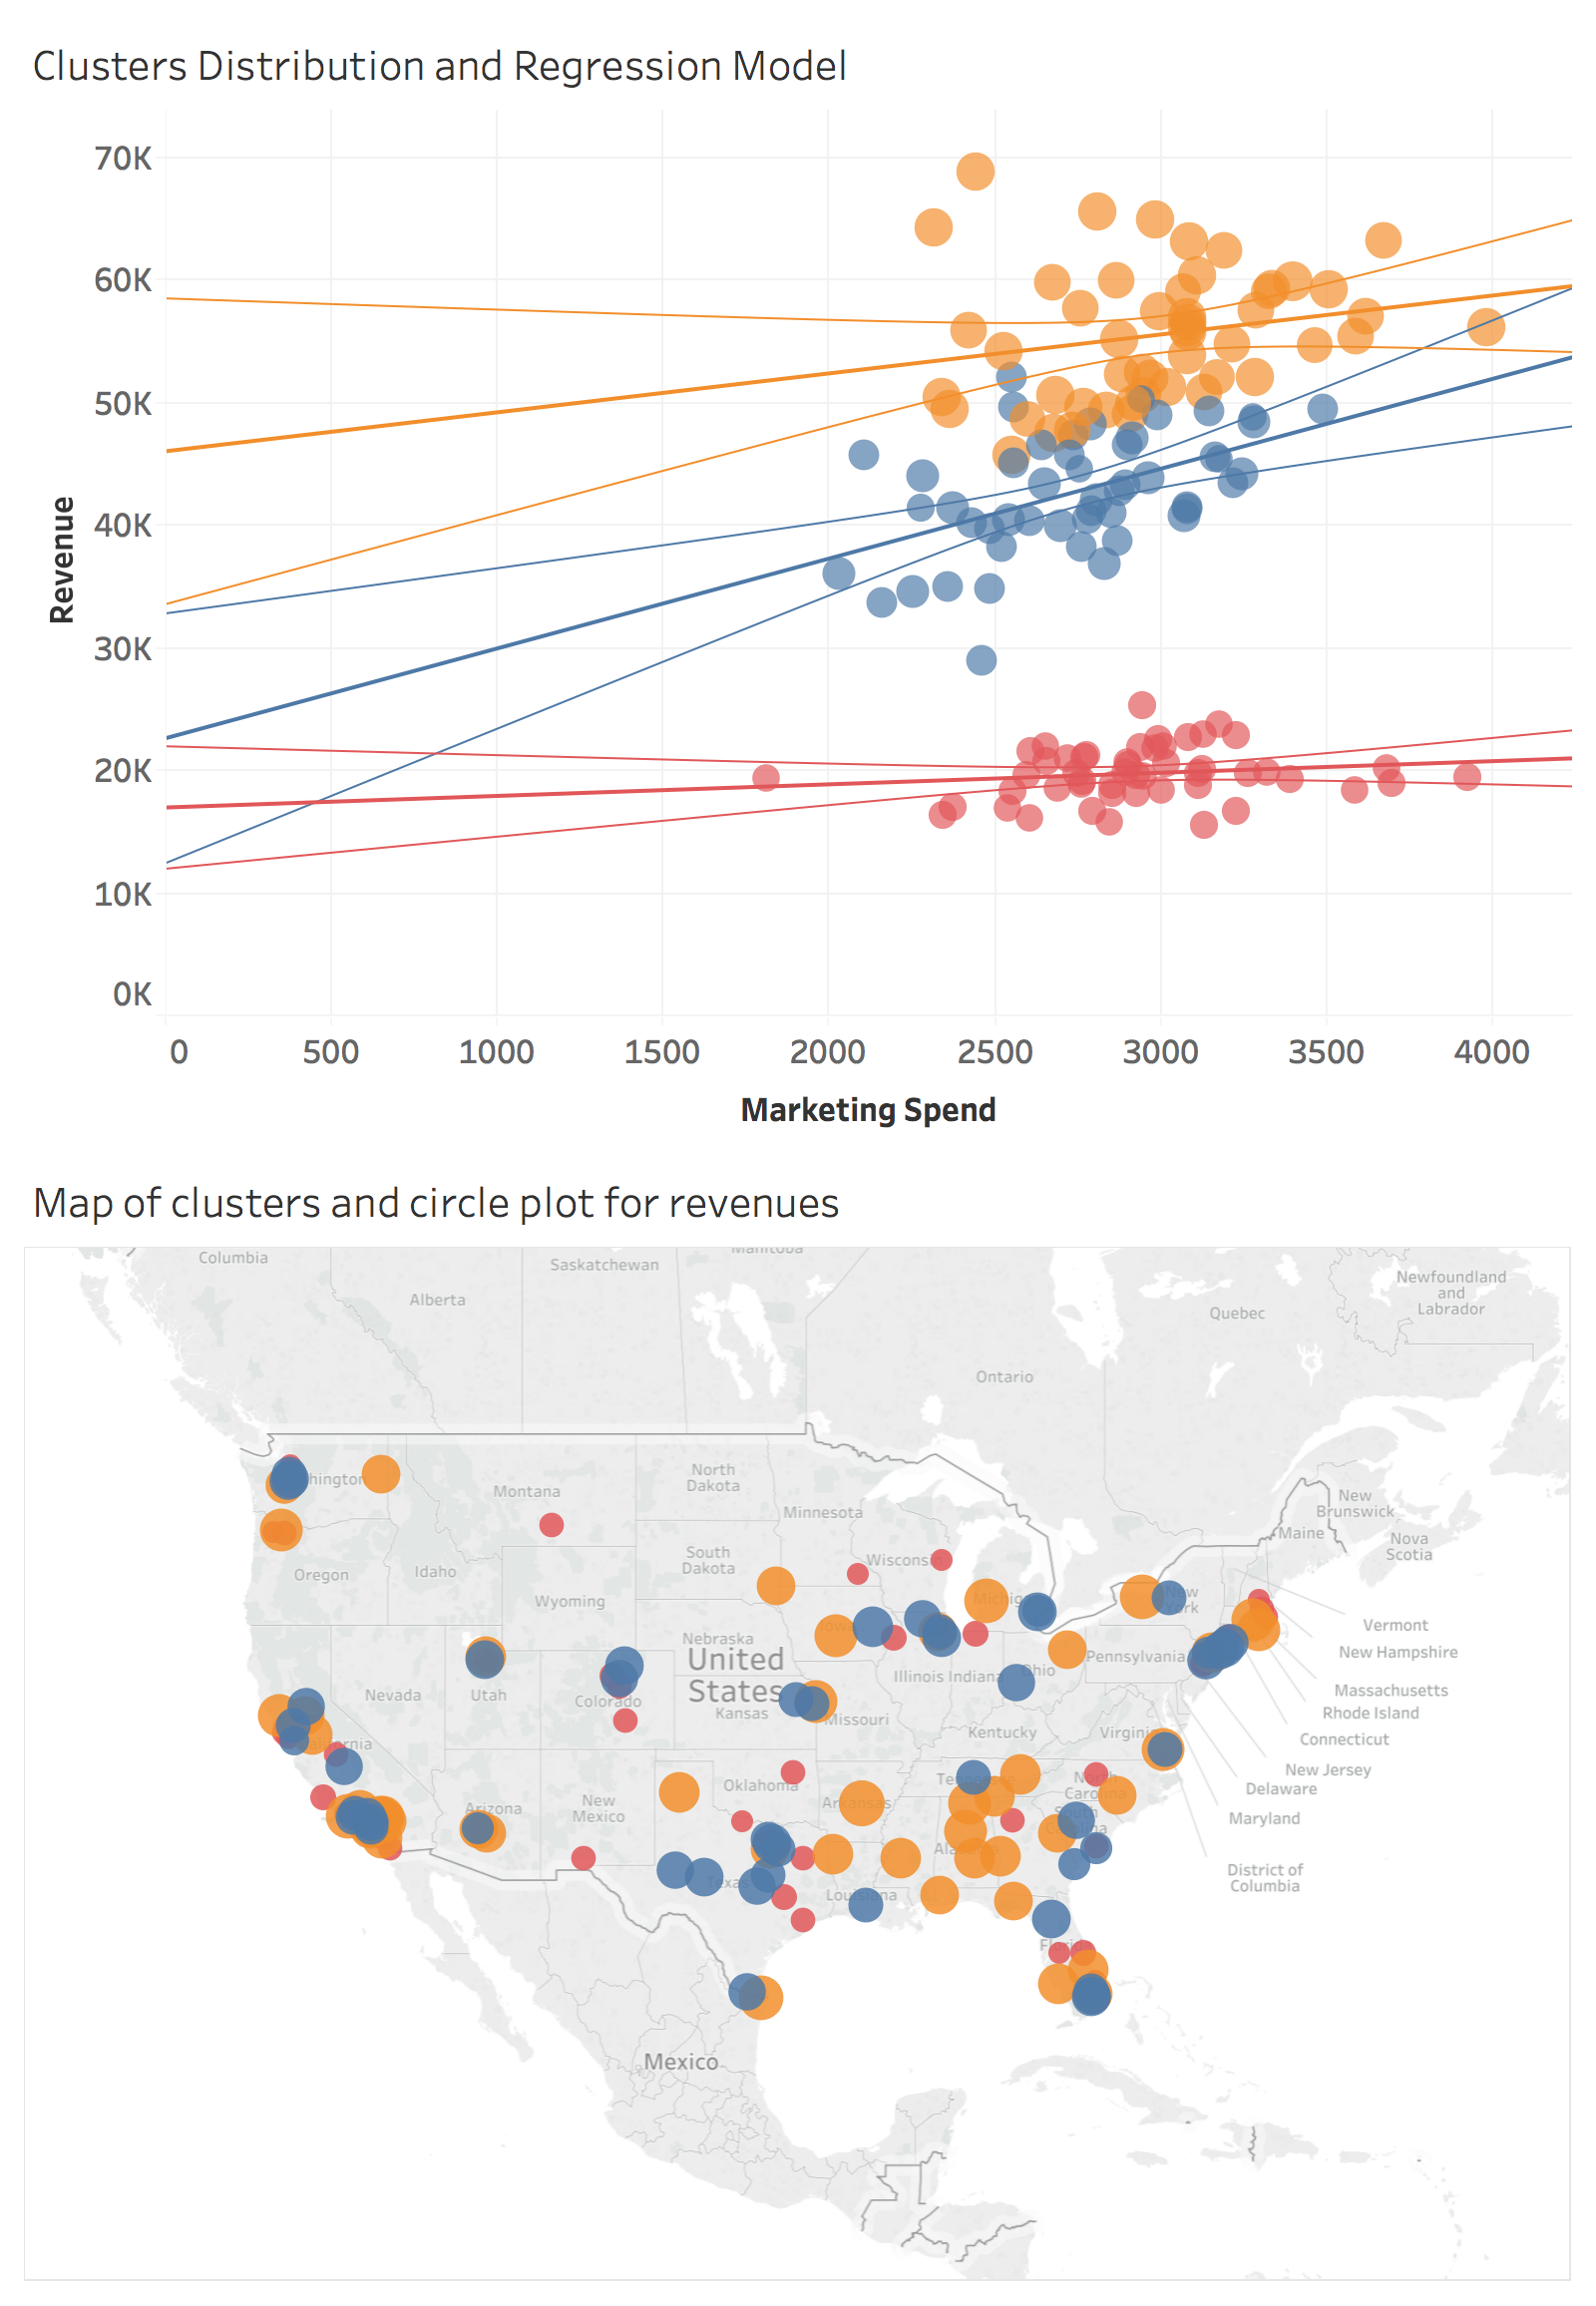 Clusters Distribution and Regression Model
70K
60K
50K
40K
30K
20K
10K
0K
Revenue
0 500 1000 1500 2000 2500 3000 3500 4000
Marketing Spend
Map of clusters and circle plot for revenues
Columbia
Saskatchewan
Manitoba
Alberta
Newfoundland
and
Labrador
Quebec
Ontario
hington
Montana
North
Dakota
Minnesota
New
Brunswick
Maine
Nova
Scotia
Oregon
Idaho
South
Dakota
Wisconsi
Wyoming
Michig
New
York
Vermont
Iowa
Nebraska
New Hampshire
United
States
Pennsylvania
Illinois
Indiana
Ohio
Massachusetts
Nevada
Utah
Colorado
Kansas
Missouri
Rhode Island
Kentucky
Virginia
Connecticut
California
New Jersey
Oklahoma
Tennessee
North
Carolina
Delaware
Arizona
New
Mexico
Arkansas
South
Carolina
Maryland
Alab
District of
Columbia
Texas
Louisiana
Florid
Mexico